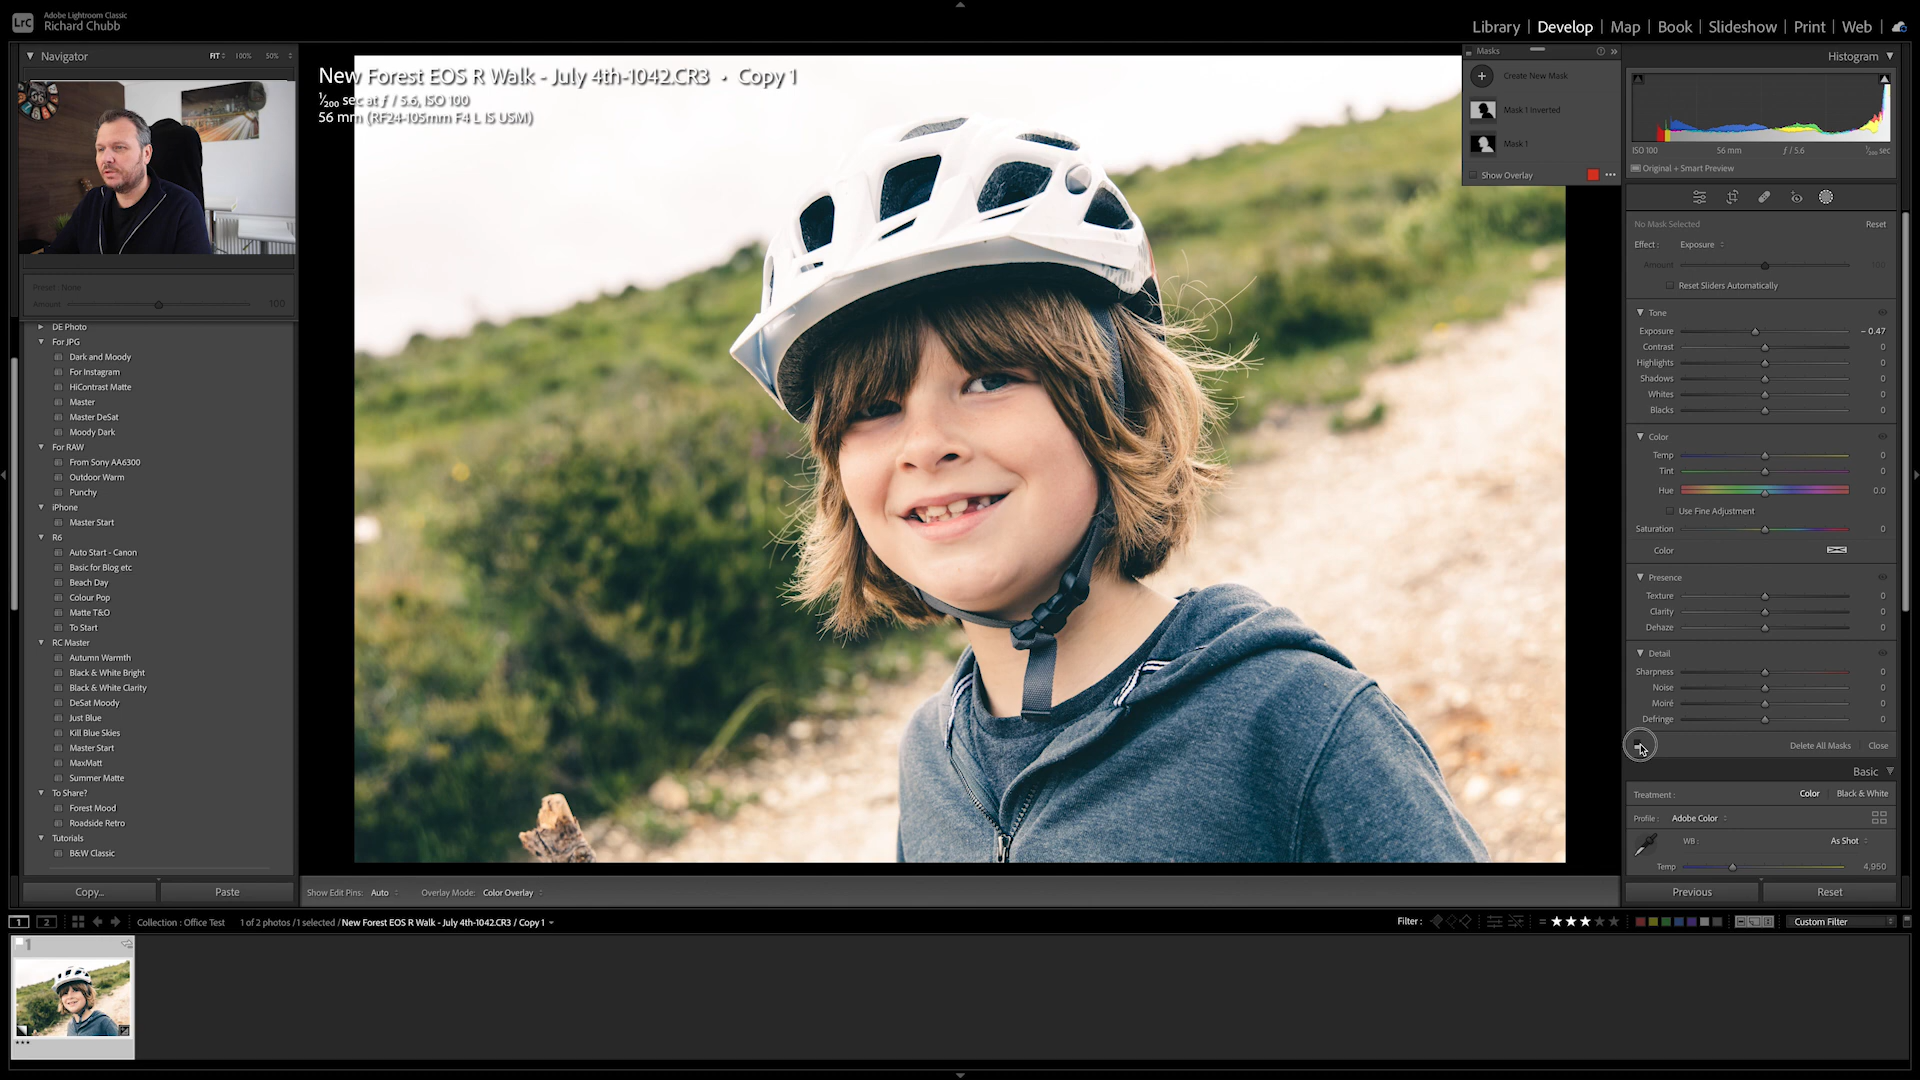 LrC
Adobe Lightroom Classic
Richard Chubb
Library | Develop | Map | Book | Slideshow | Print | Web
Navigator
FIT 100% 50%
Preset: None
Amount 100
DE Photo
For JPG
Dark and Moody
For Instagram
HiContrast Matte
Master
Master DeSat
Moody Dark
For RAW
From Sony AA6300
Outdoor Warm
Punchy
iPhone
Master Start
R6
Auto Start - Canon
Basic for Blog etc
Beach Day
Colour Pop
Matte T&O
To Start
RC Master
Autumn Warmth
Black & White Bright
Black & White Clarity
DeSat Moody
Just Blue
Kill Blue Skies
Master Start
MaxMatt
Summer Matte
To Share?
Forest Mood
Roadside Retro
Tutorials
B&W Classic
Copy... Paste
New Forest EOS R Walk - July 4th-1042.CR3 • Copy 1
1/200 sec at ƒ / 5.6, ISO 100
56 mm (RF24-105mm F4 L IS USM)
Masks
Create New Mask
Mask 1 Inverted
Mask 1
Show Overlay
Histogram
ISO 100 56 mm ƒ / 5.6 1/200 sec
Original + Smart Preview
No Mask Selected Reset
Effect : Exposure
Amount 100
Reset Sliders Automatically
Tone
Exposure – 0.47
Contrast 0
Highlights 0
Shadows 0
Whites 0
Blacks 0
Color
Temp 0
Tint 0
Hue 0.0
Use Fine Adjustment
Saturation 0
Color
Presence
Texture 0
Clarity 0
Dehaze 0
Detail
Sharpness 0
Noise 0
Moiré 0
Defringe 0
Delete All Masks Close
Basic
Treatment : Color Black & White
Profile : Adobe Color
WB : As Shot
Temp 4,950
Previous Reset
Show Edit Pins: Auto Overlay Mode: Color Overlay
1 2 Collection : Office Test 1 of 2 photos / 1 selected / New Forest EOS R Walk - July 4th-1042.CR3 / Copy 1
Filter : Custom Filter
1